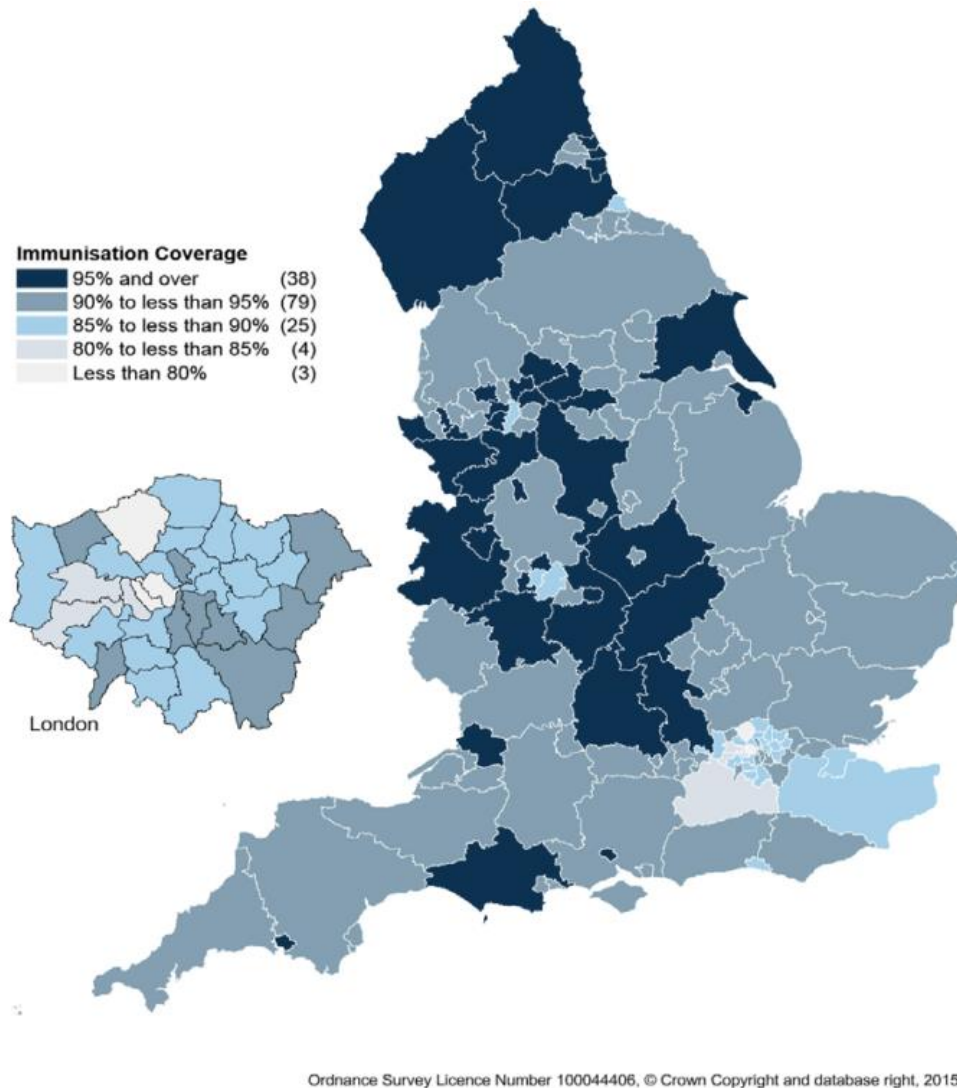 Immunisation Coverage
95% and over (38)
90% to less than 95% (79)
85% to less than 90% (25)
80% to less than 85% (4)
Less than 80% (3)
London
Ordnance Survey Licence Number 100044406, © Crown Copyright and database right, 2015